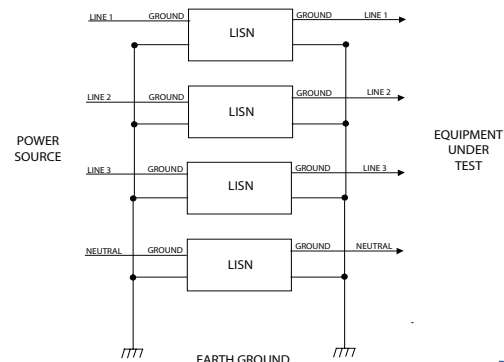 LINE 1 GROUND LISN GROUND LINE 1
LINE 2 GROUND LISN GROUND LINE 2
POWER
SOURCE
EQUIPMENT
UNDER
TEST
LINE 3 GROUND LISN GROUND LINE 3
NEUTRAL GROUND LISN GROUND NEUTRAL
EARTH GROUND